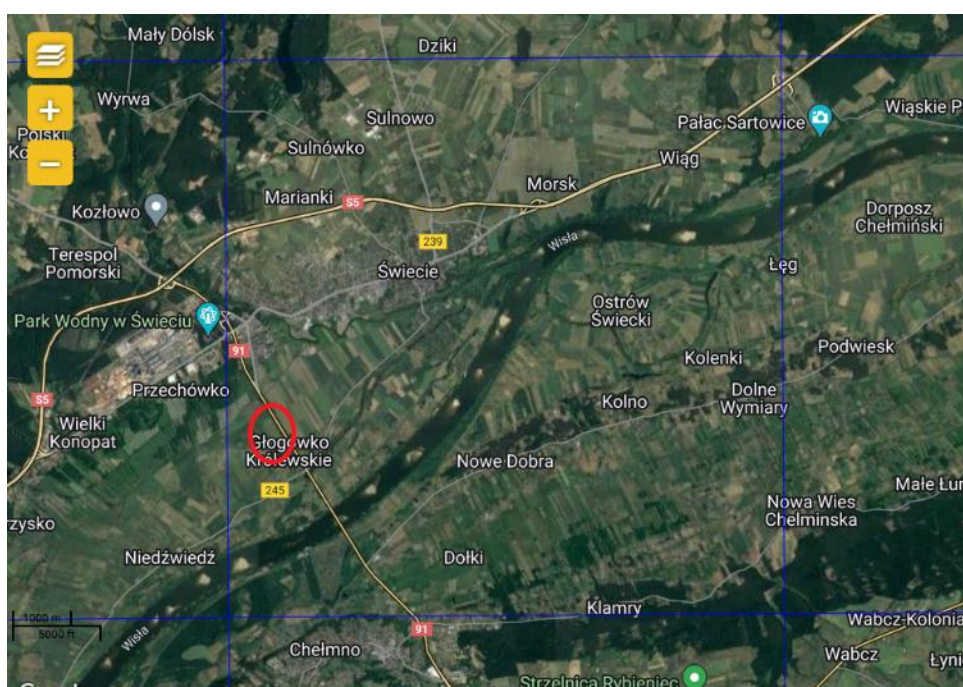 Mały Dólsk
Dziki
Wyrwa
Sulnowo
Pałac Sartowice
Wiąskie P
Polski
Sulnówko
Wiąg
Morsk
Marianki
S5
Kozłowo
Dorposz
Chełmiński
239
Wisła
Terespol
Pomorski
Świecie
Łęg
Ostrów
Świecki
Park Wodny w Świeciu
91
Podwiesk
Kolenki
Przechówko
Dolne
Wymiary
S5
Kolno
Wielki
Konopat
Głogówko
Królewskie
Nowe Dobra
245
Małe Łun
Nowa Wies
Chelminska
rzysko
Niedźwiedź
Dołki
Klamry
1000 m
5000 ft
Wisła
91
Wabcz-Kolonia
Chełmno
Wabcz
Łyni
Strzelnica Rybieniec